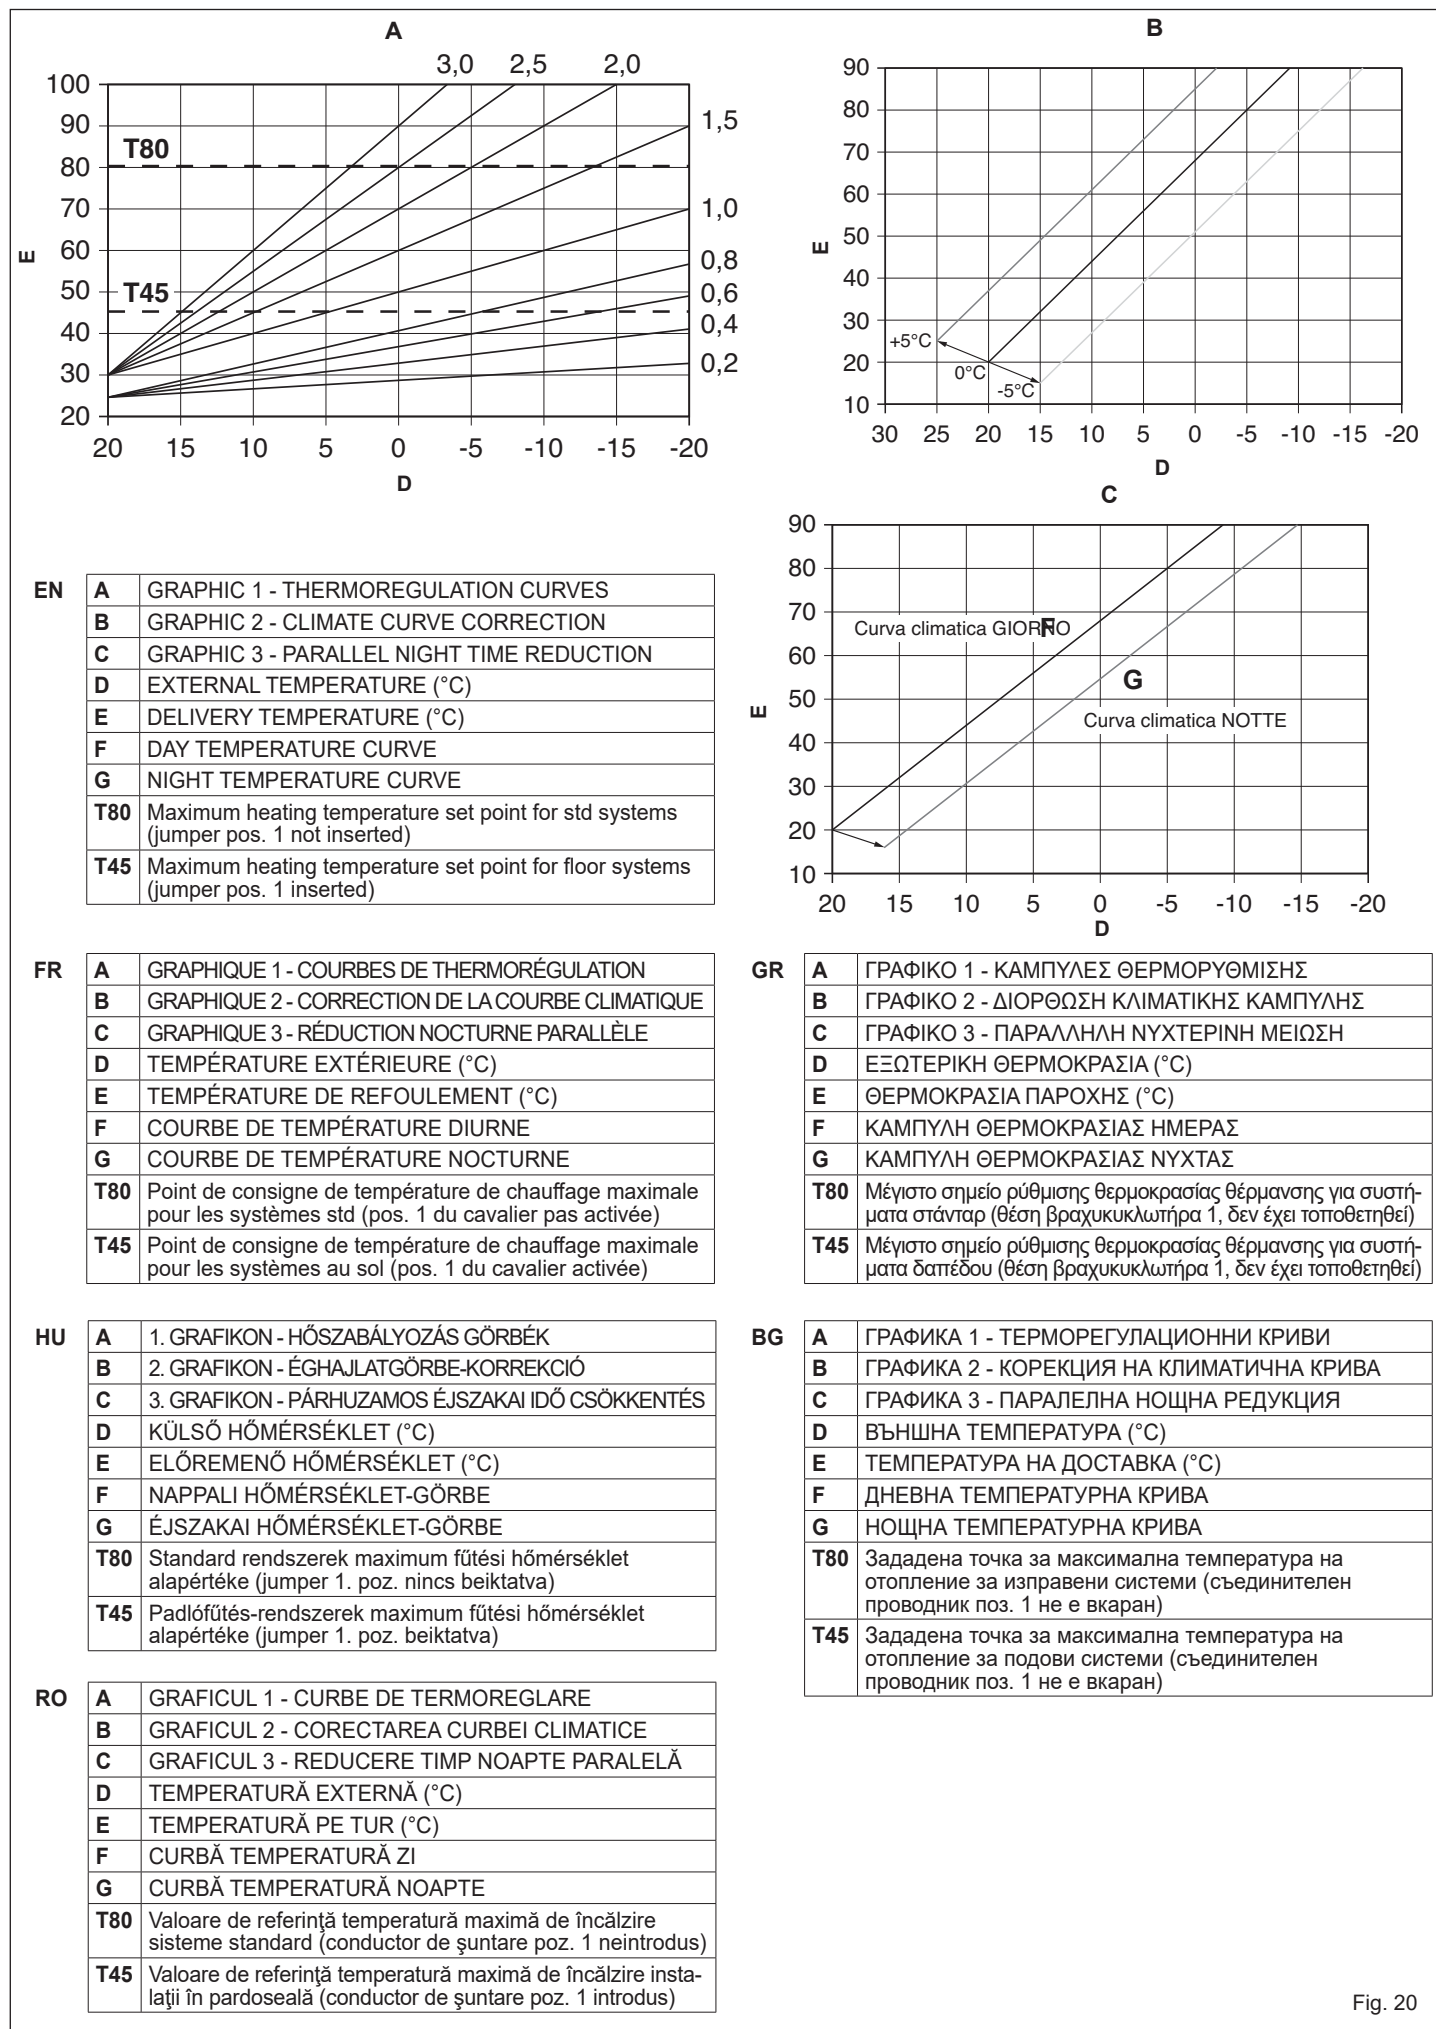 A
3,0 2,5 2,0
100
90
80
70
60
50
40
30
20
T80
T45
1,5
1,0
0,8
0,6
0,4
0,2
E
20 15 10 5 0 -5 -10 -15 -20
D
B
90
80
70
60
50
40
30
20
10
+5°C
0°C
-5°C
E
30 25 20 15 10 5 0 -5 -10 -15 -20
D
C
90
80
70
60
50
40
30
20
10
Curva climatica GIORNO
F
G
Curva climatica NOTTE
E
20 15 10 5 0 -5 -10 -15 -20
D
EN
A GRAPHIC 1 - THERMOREGULATION CURVES
B GRAPHIC 2 - CLIMATE CURVE CORRECTION
C GRAPHIC 3 - PARALLEL NIGHT TIME REDUCTION
D EXTERNAL TEMPERATURE (°C)
E DELIVERY TEMPERATURE (°C)
F DAY TEMPERATURE CURVE
G NIGHT TEMPERATURE CURVE
T80 Maximum heating temperature set point for std systems
(jumper pos. 1 not inserted)
T45 Maximum heating temperature set point for floor systems
(jumper pos. 1 inserted)
FR
A GRAPHIQUE 1 - COURBES DE THERMORÉGULATION
B GRAPHIQUE 2 - CORRECTION DE LA COURBE CLIMATIQUE
C GRAPHIQUE 3 - RÉDUCTION NOCTURNE PARALLÈLE
D TEMPÉRATURE EXTÉRIEURE (°C)
E TEMPÉRATURE DE REFOULEMENT (°C)
F COURBE DE TEMPÉRATURE DIURNE
G COURBE DE TEMPÉRATURE NOCTURNE
T80 Point de consigne de température de chauffage maximale
pour les systèmes std (pos. 1 du cavalier pas activée)
T45 Point de consigne de température de chauffage maximale
pour les systèmes au sol (pos. 1 du cavalier activée)
GR
A ΓΡΑΦΙΚΟ 1 - ΚΑΜΠΥΛΕΣ ΘΕΡΜΟΡΥΘΜΙΣΗΣ
B ΓΡΑΦΙΚΟ 2 - ΔΙΟΡΘΩΣΗ ΚΛΙΜΑΤΙΚΗΣ ΚΑΜΠΥΛΗΣ
C ΓΡΑΦΙΚΟ 3 - ΠΑΡΑΛΛΗΛΗ ΝΥΧΤΕΡΙΝΗ ΜΕΙΩΣΗ
D ΕΞΩΤΕΡΙΚΗ ΘΕΡΜΟΚΡΑΣΙΑ (°C)
E ΘΕΡΜΟΚΡΑΣΙΑ ΠΑΡΟΧΗΣ (°C)
F ΚΑΜΠΥΛΗ ΘΕΡΜΟΚΡΑΣΙΑΣ ΗΜΕΡΑΣ
G ΚΑΜΠΥΛΗ ΘΕΡΜΟΚΡΑΣΙΑΣ ΝΥΧΤΑΣ
T80 Μέγιστο σημείο ρύθμισης θερμοκρασίας θέρμανσης για συστή-
ματα στάνταρ (θέση βραχυκυκλωτήρα 1, δεν έχει τοποθετηθεί)
T45 Μέγιστο σημείο ρύθμισης θερμοκρασίας θέρμανσης για συστή-
ματα δαπέδου (θέση βραχυκυκλωτήρα 1, δεν έχει τοποθετηθεί)
HU
A 1. GRAFIKON - HŐSZABÁLYOZÁS GÖRBÉK
B 2. GRAFIKON - ÉGHAJLATGÖRBE-KORREKCIÓ
C 3. GRAFIKON - PÁRHUZAMOS ÉJSZAKAI IDŐ CSÖKKENTÉS
D KÜLSŐ HŐMÉRSÉKLET (°C)
E ELŐREMENŐ HŐMÉRSÉKLET (°C)
F NAPPALI HŐMÉRSÉKLET-GÖRBE
G ÉJSZAKAI HŐMÉRSÉKLET-GÖRBE
T80 Standard rendszerek maximum fűtési hőmérséklet
alapértéke (jumper 1. poz. nincs beiktatva)
T45 Padlófűtés-rendszerek maximum fűtési hőmérséklet
alapértéke (jumper 1. poz. beiktatva)
BG
A ГРАФИКА 1 - ТЕРМОРЕГУЛАЦИОННИ КРИВИ
B ГРАФИКА 2 - КОРЕКЦИЯ НА КЛИМАТИЧНА КРИВА
C ГРАФИКА 3 - ПАРАЛЕЛНА НОЩНА РЕДУКЦИЯ
D ВЪНШНА ТЕМПЕРАТУРА (°C)
E ТЕМПЕРАТУРА НА ДОСТАВКА (°C)
F ДНЕВНА ТЕМПЕРАТУРНА КРИВА
G НОЩНА ТЕМПЕРАТУРНА КРИВА
T80 Зададена точка за максимална температура на
отопление за изправени системи (съединителен
проводник поз. 1 не е вкаран)
T45 Зададена точка за максимална температура на
отопление за подови системи (съединителен
проводник поз. 1 не е вкаран)
RO
A GRAFICUL 1 - CURBE DE TERMOREGLARE
B GRAFICUL 2 - CORECTAREA CURBEI CLIMATICE
C GRAFICUL 3 - REDUCERE TIMP NOAPTE PARALELĂ
D TEMPERATURĂ EXTERNĂ (°C)
E TEMPERATURĂ PE TUR (°C)
F CURBĂ TEMPERATURĂ ZI
G CURBĂ TEMPERATURĂ NOAPTE
T80 Valoare de referinţă temperatură maximă de încălzire
sisteme standard (conductor de şuntare poz. 1 neintrodus)
T45 Valoare de referinţă temperatură maximă de încălzire insta-
laţii în pardoseală (conductor de şuntare poz. 1 introdus)
Fig. 20